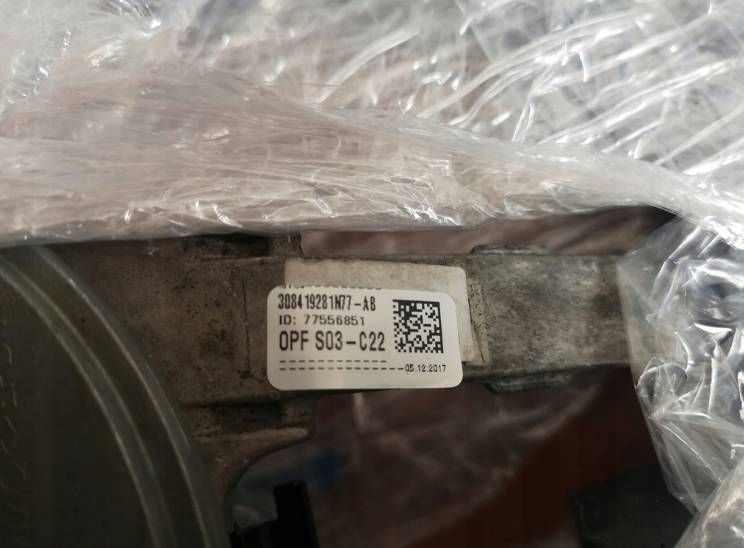 308419281N77-AB
ID: 77556851
OPF S03-C22
05.12.2017